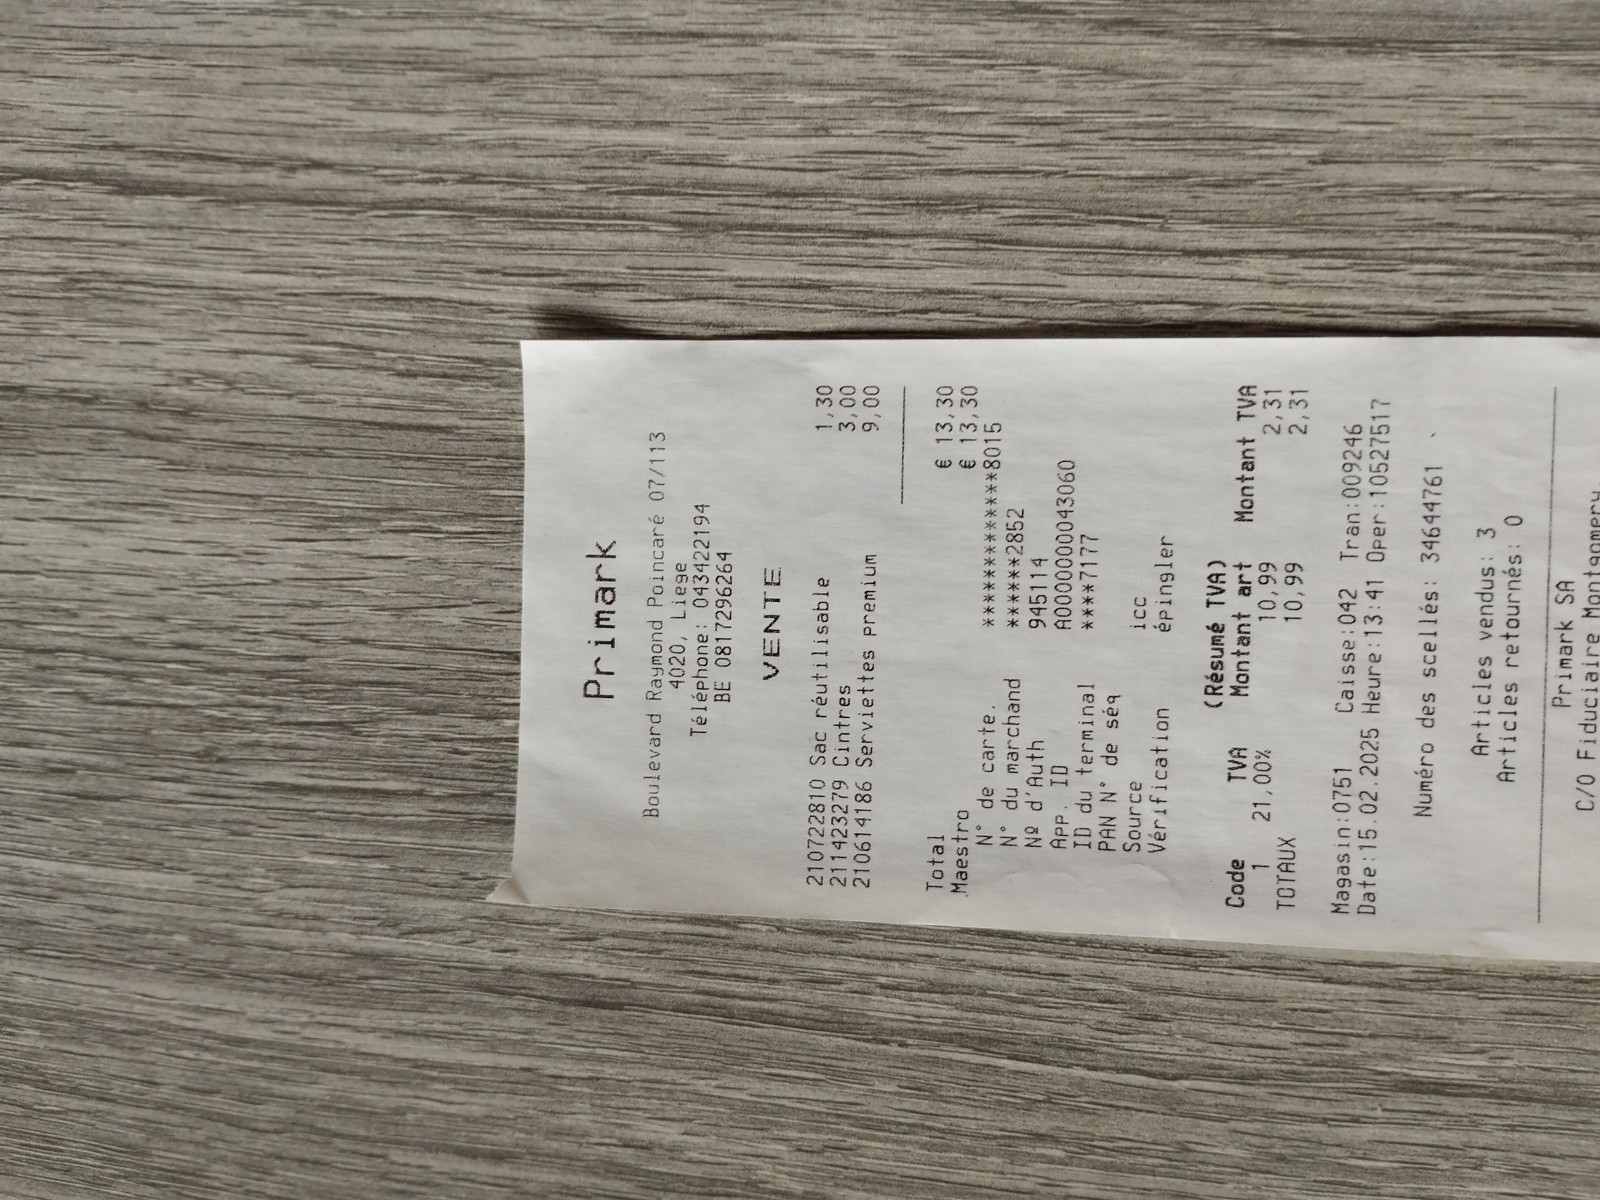 Primark
Boulevard Raymond Poincaré 07/113
4020, Liege
Téléphone: 043422194
BE 0817296264
VENTE
210722810 Sac réutilisable 1,30
211423279 Cintres 3,00
210614186 Serviettes premium 9,00
Total € 13,30
Maestro € 13,30
N° de carte. ***************8015
N° du marchand ******2852
Nº d'Auth 945114
App. ID A0000000043060
ID du terminal ****7177
PAN N° de séq
Source icc
Vérification épingler
(Résumé TVA)
Code TVA Montant art Montant TVA
1 21,00% 10,99 2,31
TOTAUX 10,99 2,31
Magasin:0751 Caisse:042 Tran:009246
Date:15.02.2025 Heure:13:41 Oper:10527517
Numéro des scellés: 34644761
Articles vendus: 3
Articles retournés: 0
Primark SA
C/O Fiduciaire Montgomery,